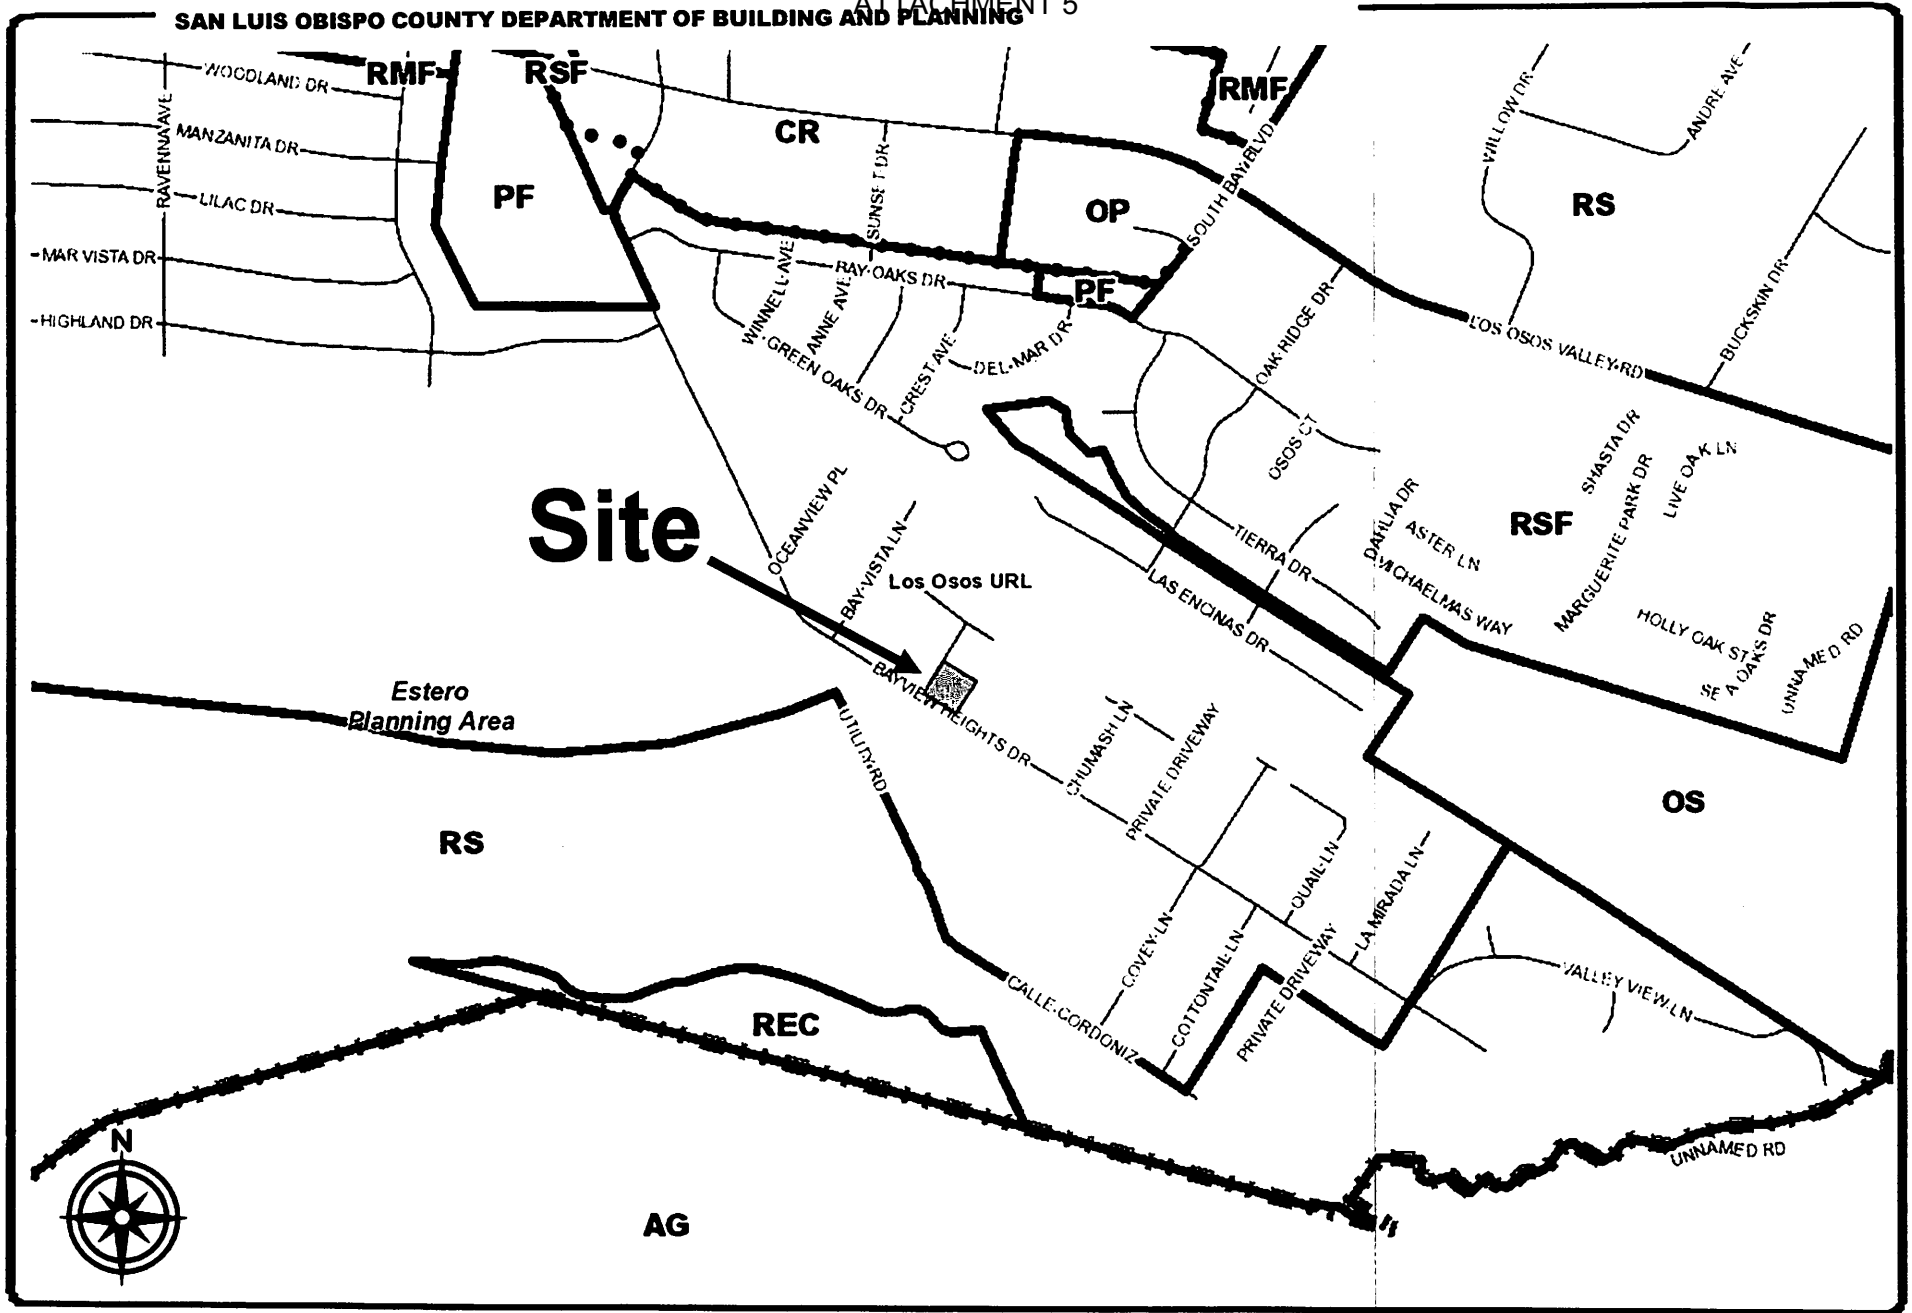 ATTACHMENT 5
SAN LUIS OBISPO COUNTY DEPARTMENT OF BUILDING AND PLANNING
RMF
RSF
RMF
WOODLAND DR
RAVENNA AVE
MANZANITA DR
CR
SUNSET DR
SOUTH BAY BLVD
WILLOW DR
ANDRE AVE
PF
LILAC DR
OP
RS
MAR VISTA DR
WINNELL AVE
BAY OAKS DR
PF
HIGHLAND DR
ANNE AVE
GREEN OAKS DR
CREST AVE
DEL MAR DR
OAK RIDGE DR
LOS OSOS VALLEY RD
BUCKSKIN DR
OSOS CT
SHASTA DR
LIVE OAK LN
MARGUERITE PARK DR
Site
OCEANVIEW PL
BAY VISTA LN
Los Osos URL
TIERRA DR
DAHLIA DR
ASTER LN
RSF
MICHAELMAS WAY
LAS ENCINAS DR
HOLLY OAK ST
SEA OAKS DR
UNNAMED RD
BAYVIEW HEIGHTS DR
Estero
Planning Area
UTILITY RD
CHUMASH LN
PRIVATE DRIVEWAY
OS
RS
QUAIL LN
LA MIRADA LN
COVEY LN
COTTONTAIL LN
PRIVATE DRIVEWAY
CALLE CORDONIZ
VALLEY VIEW LN
REC
UNNAMED RD
N
AG